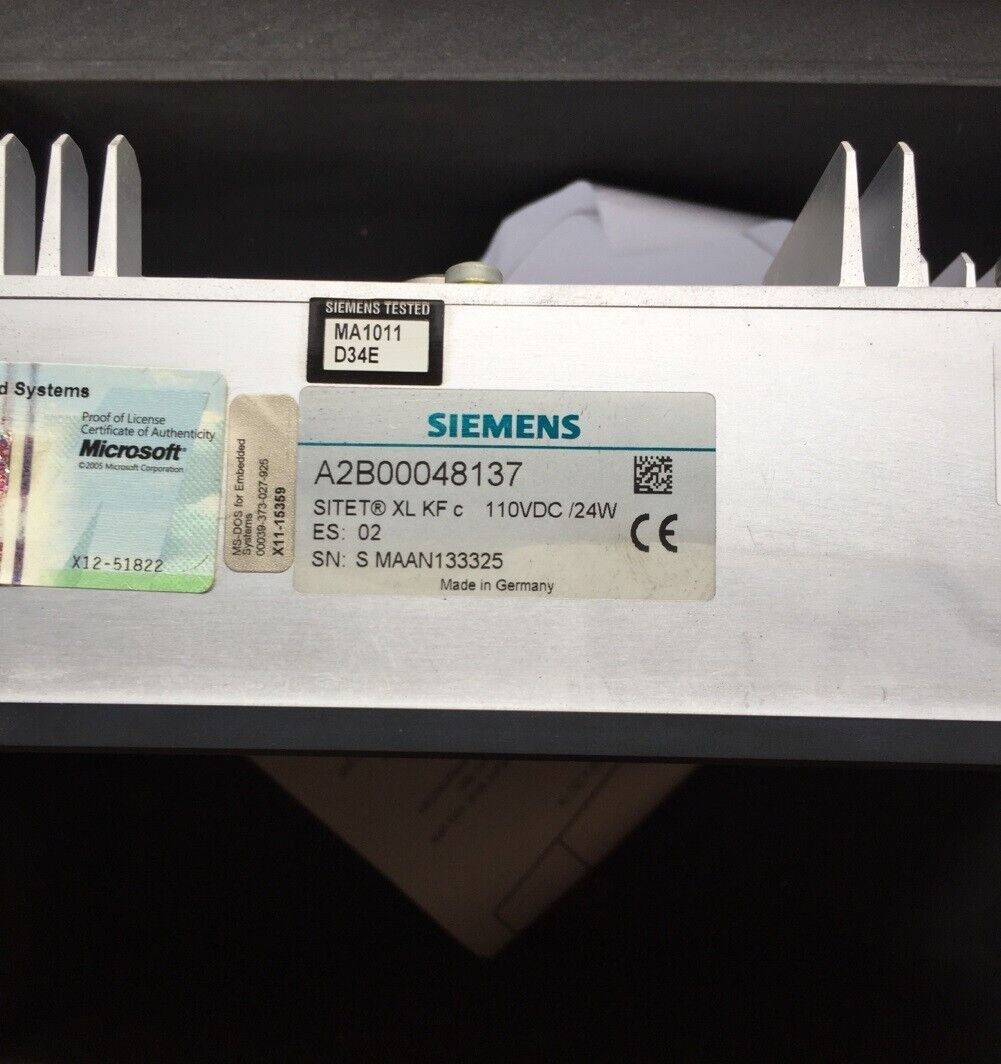 SIEMENS TESTED
MA1011
D34E
d Systems
Proof of License
Certificate of Authenticity
Microsoft®
©2005 Microsoft Corporation
X12-51822
MS-DOS for Embedded
Systems
00039-373-027-925
X11-15359
SIEMENS
A2B00048137
SITET® XL KF c 110VDC /24W
ES: 02
SN: S MAAN133325
CE
Made in Germany